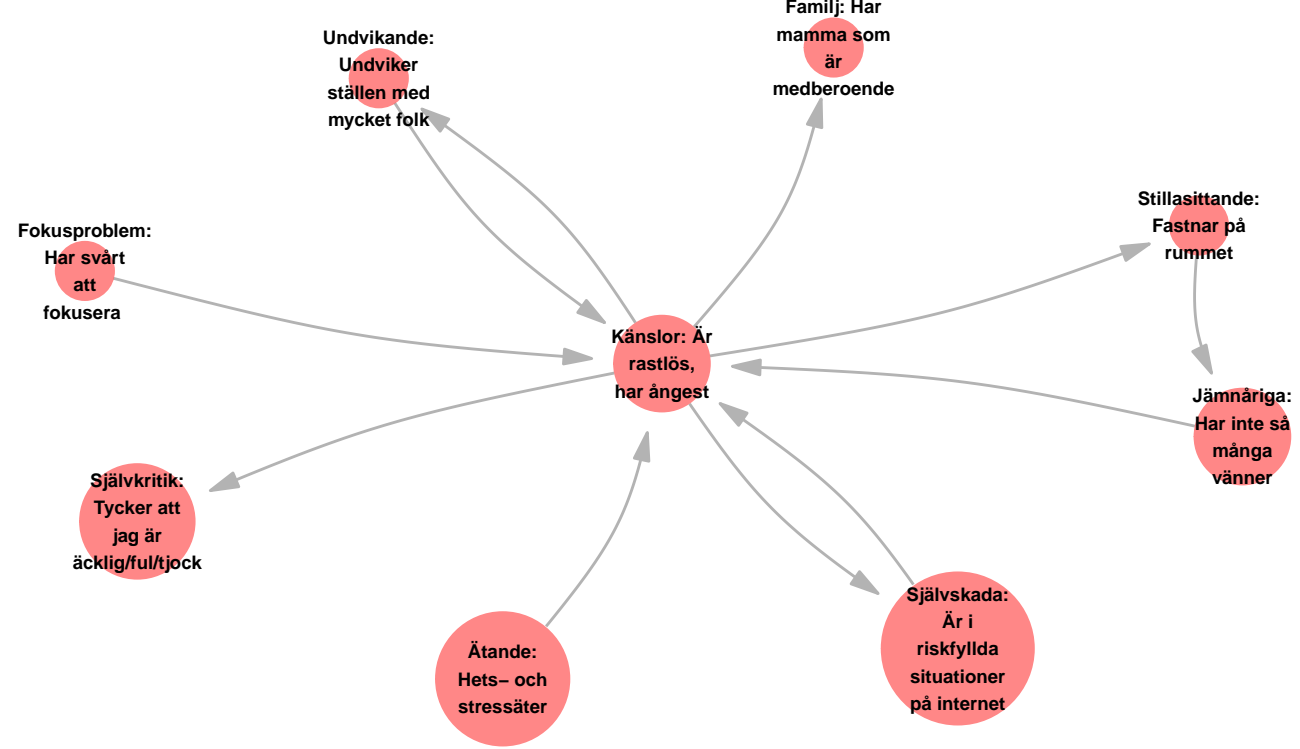 Familj: Har
mamma som
är
medberoende
Undvikande:
Undviker
ställen med
mycket folk
Stillasittande:
Fastnar på
rummet
Fokusproblem:
Har svårt
att
fokusera
Känslor: Är
rastlös,
har ångest
Jämnåriga:
Har inte så
många
vänner
Självkritik:
Tycker att
jag är
äcklig/ful/tjock
Självskada:
Är i
riskfyllda
situationer
på internet
Ätande:
Hets– och
stressäter